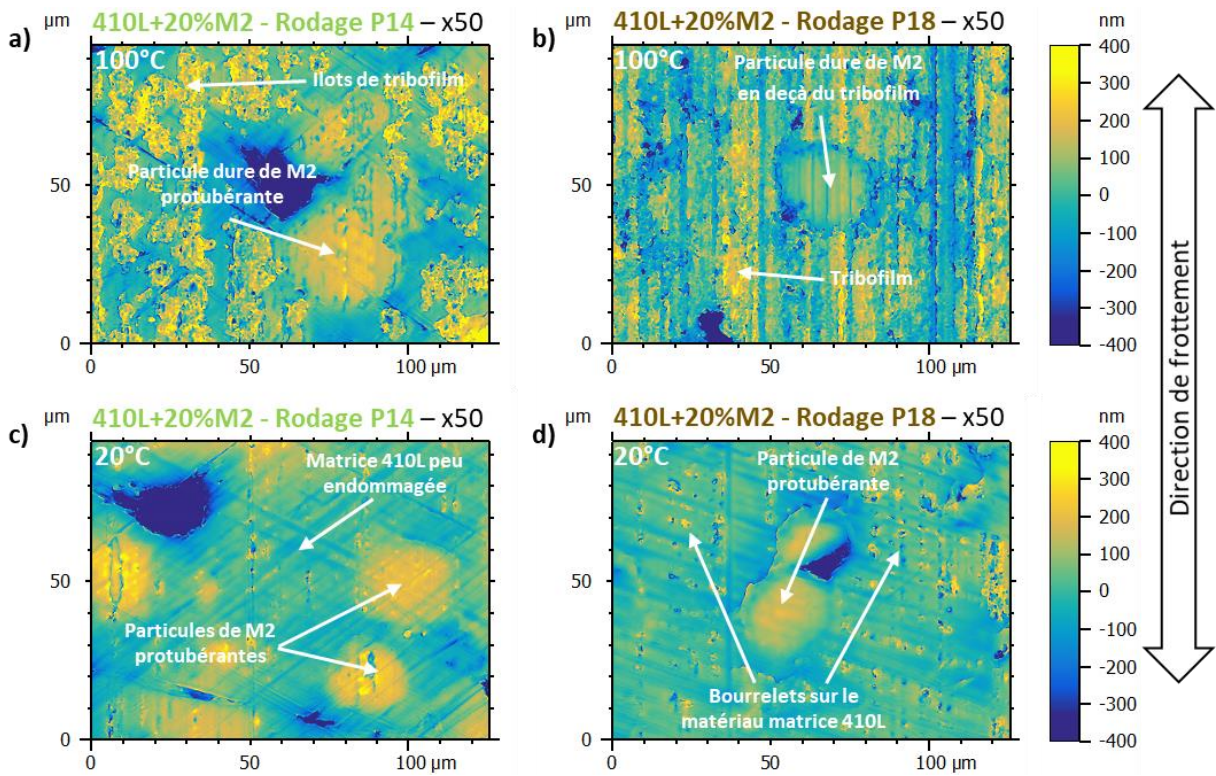 a)
410L+20%M2 - Rodage P14 – x50
µm
100°C
Ilots de tribofilm
Particule dure de M2
protubérante
50
0
0
50
100 µm
b)
410L+20%M2 - Rodage P18 – x50
µm
100°C
Particule dure de M2
en deçà du tribofilm
Tribofilm
50
0
0
50
100 µm
nm
400
300
200
100
0
-100
-200
-300
-400
c)
410L+20%M2 - Rodage P14 – x50
µm
20°C
Matrice 410L peu
endommagée
Particules de M2
protubérantes
50
0
0
50
100 µm
d)
410L+20%M2 - Rodage P18 – x50
µm
20°C
Particule de M2
protubérante
Bourrelets sur le
matériau matrice 410L
50
0
0
50
100 µm
nm
400
300
200
100
0
-100
-200
-300
-400
Direction de frottement